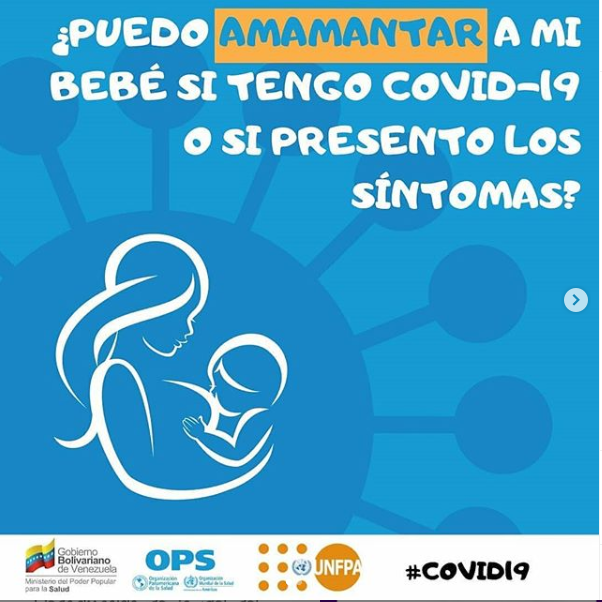 ¿PUEDO AMAMANTAR A MI
BEBÉ SI TENGO COVID-19
O SI PRESENTO LOS
SÍNTOMAS?
Gobierno
Bolivariano
de Venezuela
Ministerio del Poder Popular
para la Salud
OPS
Organización
Panamericana
de la Salud
Organización
Mundial de la Salud
Américas
UNFPA
#COVID19